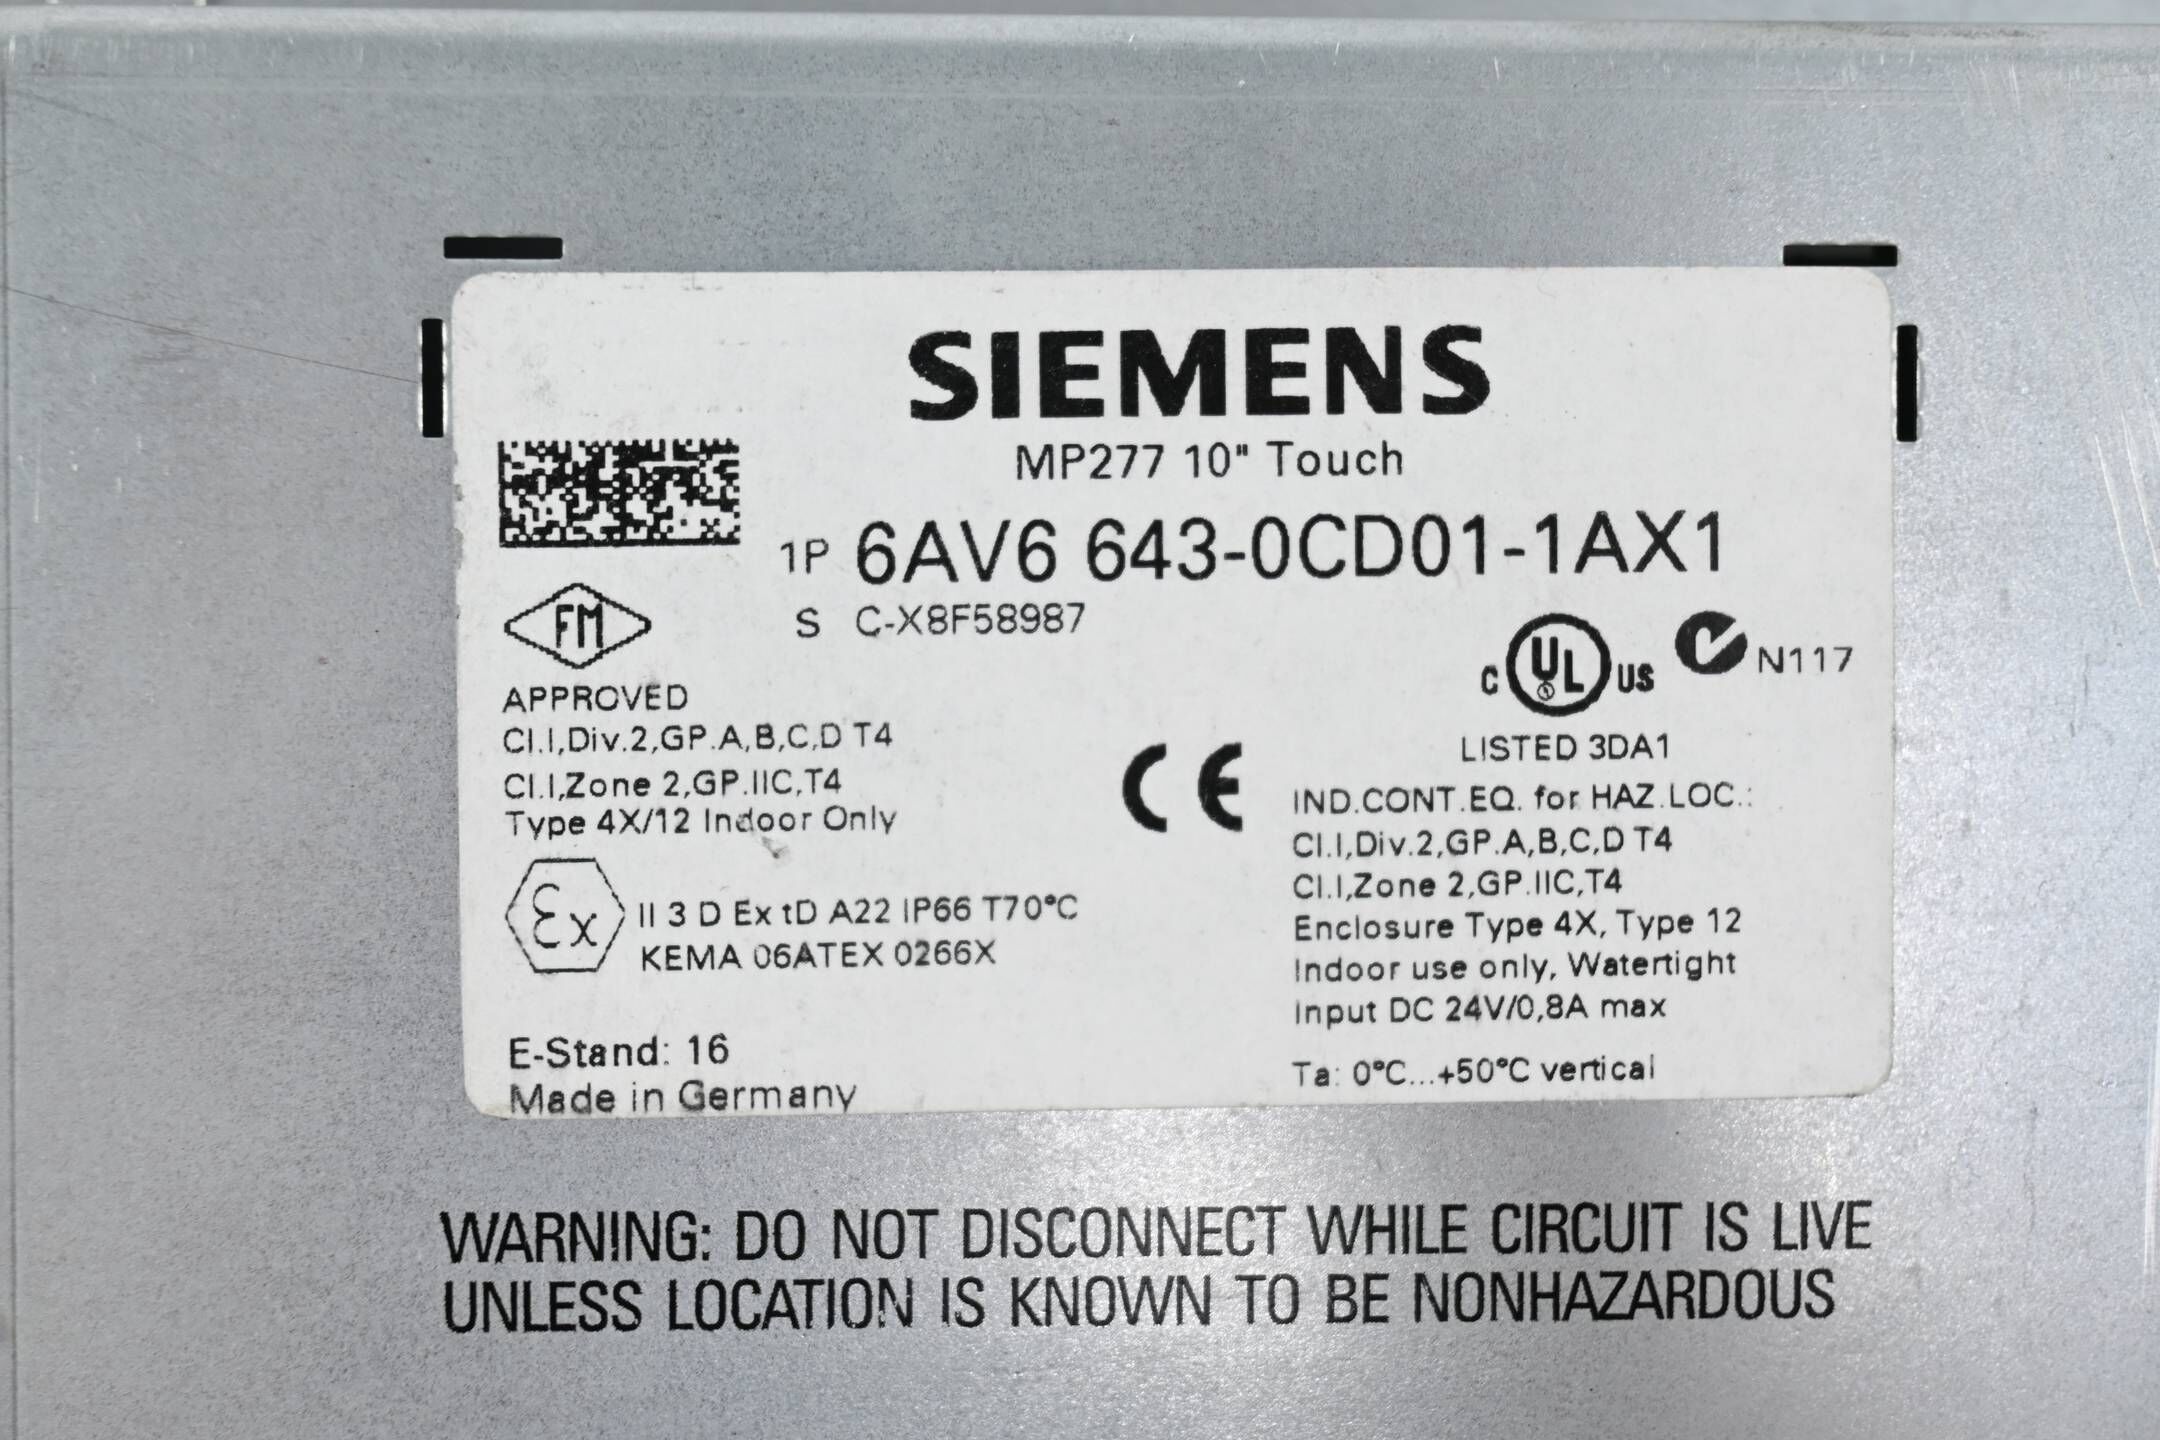 SIEMENS
MP277 10" Touch
1P 6AV6 643-0CD01-1AX1
S C-X8F58987
FM
APPROVED
Cl.I,Div.2,GP.A,B,C,D T4
Cl.I,Zone 2,GP.IIC,T4
Type 4X/12 Indoor Only
Ex II 3 D Ex tD A22 IP66 T70°C
KEMA 06ATEX 0266X
E-Stand: 16
Made in Germany
CE
C UL US N117
LISTED 3DA1
IND.CONT.EQ. for HAZ.LOC.:
Cl.I,Div.2,GP.A,B,C,D T4
Cl.I,Zone 2,GP.IIC,T4
Enclosure Type 4X, Type 12
Indoor use only, Watertight
Input DC 24V/0,8A max
Ta: 0°C...+50°C vertical
WARNING: DO NOT DISCONNECT WHILE CIRCUIT IS LIVE
UNLESS LOCATION IS KNOWN TO BE NONHAZARDOUS